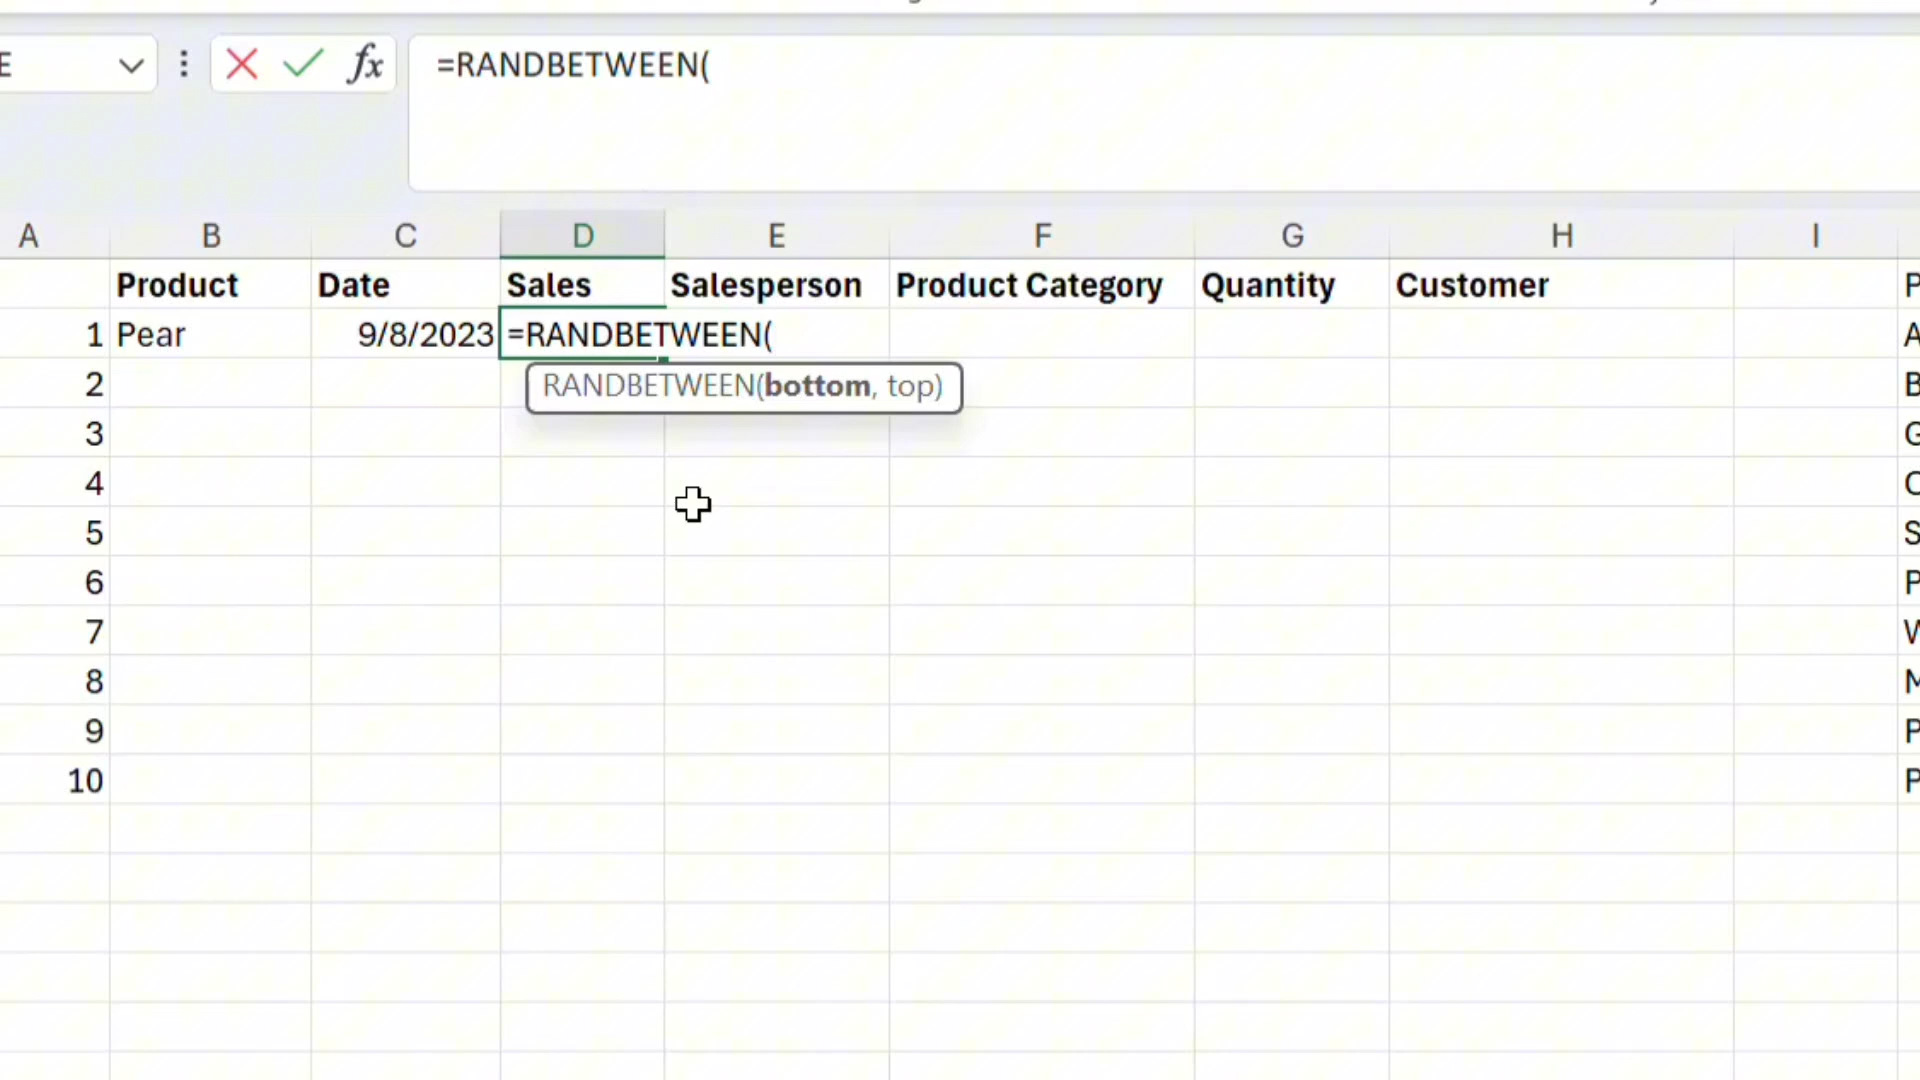 E
fx
=RANDBETWEEN(
A B C D E F G H I
Product Date Sales Salesperson Product Category Quantity Customer P
1 Pear 9/8/2023 =RANDBETWEEN( A
2 RANDBETWEEN(bottom, top) B
3 G
4
5 S
6 P
7 W
8 M
9 P
10 P